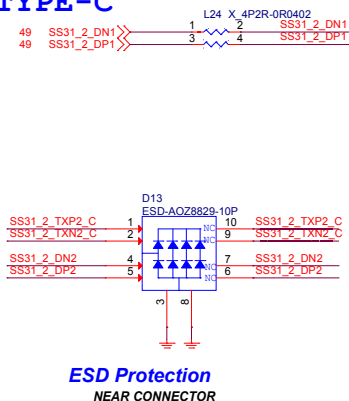 TYPE-C
L24 X_4P2R-0R0402
49 SS31_2_DN1 1 2 SS31_2_DN1
49 SS31_2_DP1 3 4 SS31_2_DP1
D13
ESD-AOZ8829-10P
SS31_2_TXP2_C 1 NC 10 SS31_2_TXP2_C
SS31_2_TXN2_C 2 NC 9 SS31_2_TXN2_C
SS31_2_DN2 4 NC 7 SS31_2_DN2
SS31_2_DP2 5 NC 6 SS31_2_DP2
3 8
ESD Protection
NEAR CONNECTOR